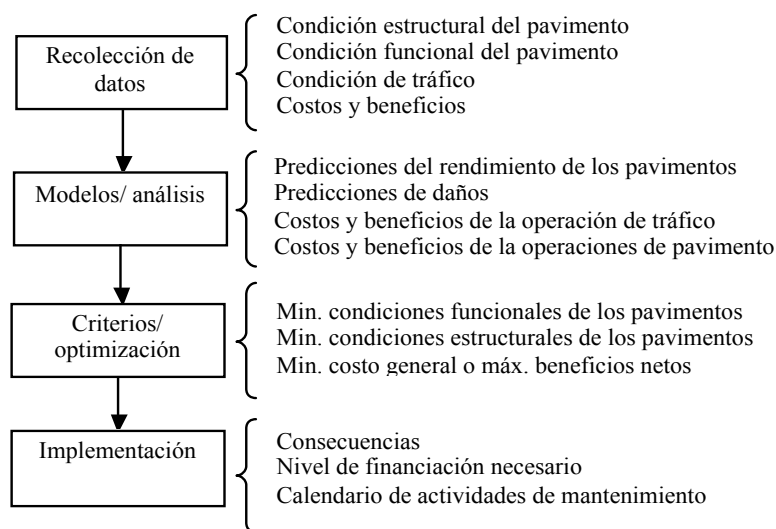 Recolección de
datos
Condición estructural del pavimento
Condición funcional del pavimento
Condición de tráfico
Costos y beneficios
Modelos/ análisis
Predicciones del rendimiento de los pavimentos
Predicciones de daños
Costos y beneficios de la operación de tráfico
Costos y beneficios de la operaciones de pavimento
Criterios/
optimización
Min. condiciones funcionales de los pavimentos
Min. condiciones estructurales de los pavimentos
Min. costo general o máx. beneficios netos
Implementación
Consecuencias
Nivel de financiación necesario
Calendario de actividades de mantenimiento